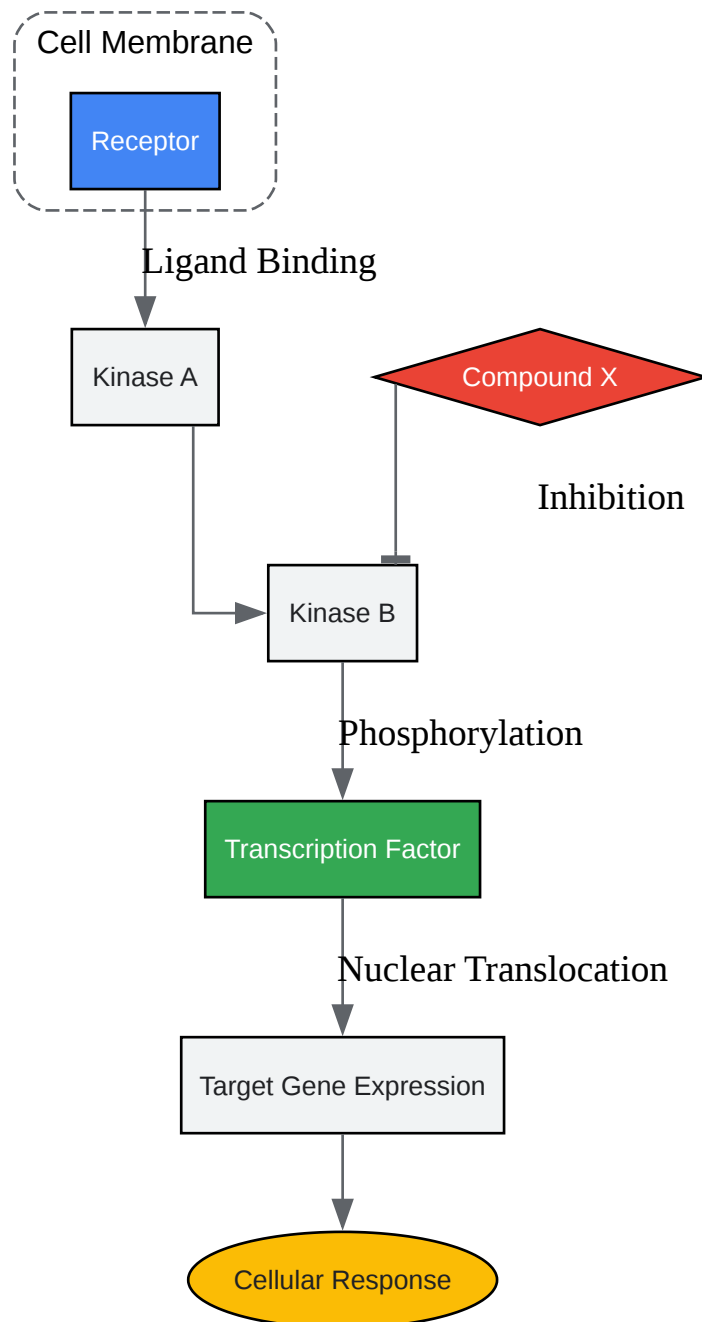 Cell Membrane
Receptor
Ligand Binding
Kinase A
Compound X
Inhibition
Kinase B
Phosphorylation
Transcription Factor
Nuclear Translocation
Target Gene Expression
Cellular Response